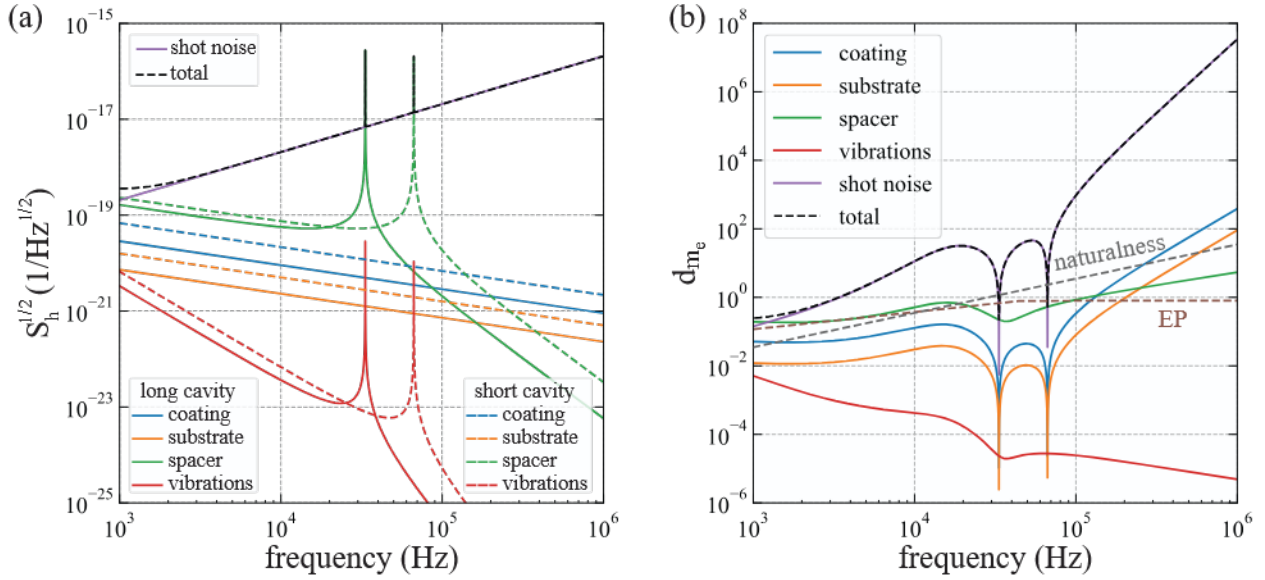 (a)
S_h^{1/2} (1/Hz^{1/2})
10^{-15}
10^{-17}
10^{-19}
10^{-21}
10^{-23}
10^{-25}
shot noise
total
long cavity
coating
substrate
spacer
vibrations
short cavity
coating
substrate
spacer
vibrations
10^3
10^4
10^5
10^6
frequency (Hz)
(b)
d_{m_e}
10^8
10^6
10^4
10^2
10^0
10^{-2}
10^{-4}
10^{-6}
coating
substrate
spacer
vibrations
shot noise
total
naturalness
EP
10^3
10^4
10^5
10^6
frequency (Hz)